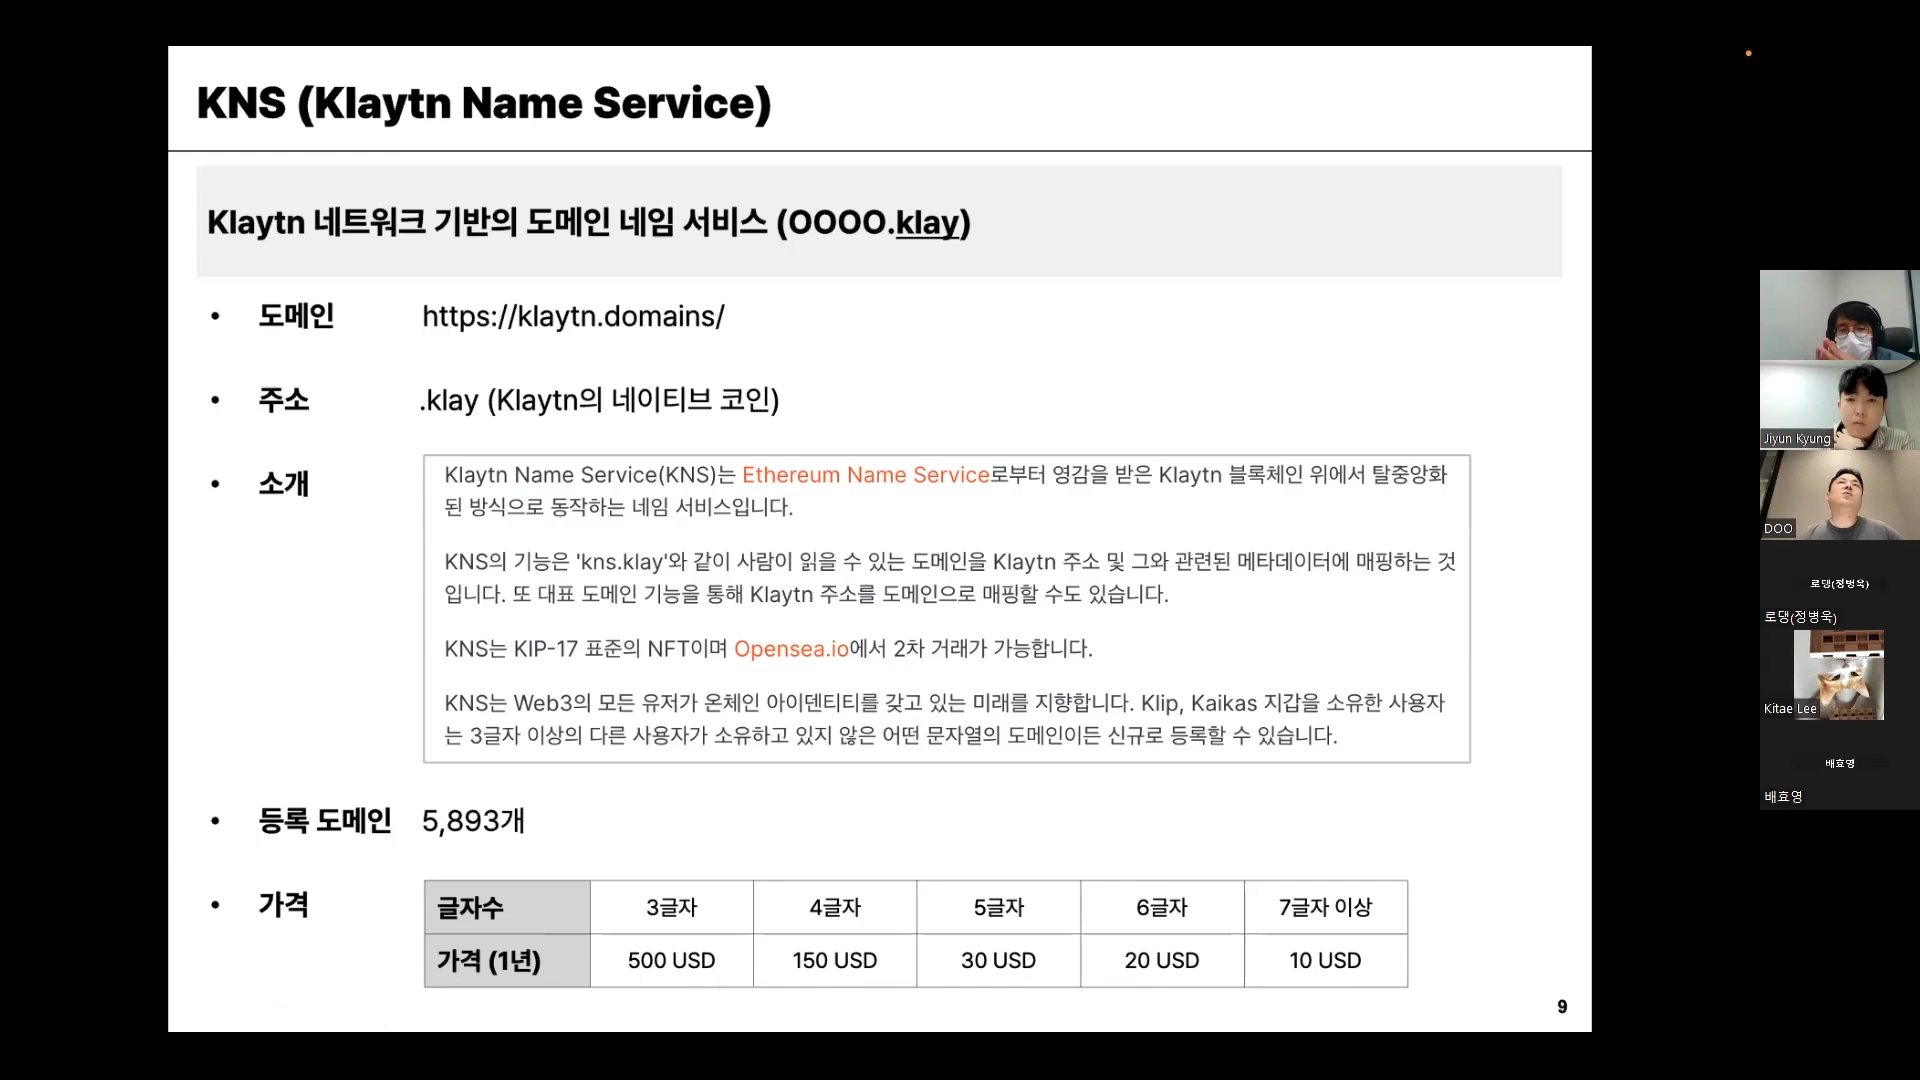 KNS (Klaytn Name Service)
Klaytn 네트워크 기반의 도메인 네임 서비스 (OOOO.klay)
• 도메인 https://klaytn.domains/
• 주소 .klay (Klaytn의 네이티브 코인)
• 소개
Klaytn Name Service(KNS)는 Ethereum Name Service로부터 영감을 받은 Klaytn 블록체인 위에서 탈중앙화
된 방식으로 동작하는 네임 서비스입니다.
KNS의 기능은 'kns.klay'와 같이 사람이 읽을 수 있는 도메인을 Klaytn 주소 및 그와 관련된 메타데이터에 매핑하는 것
입니다. 또 대표 도메인 기능을 통해 Klaytn 주소를 도메인으로 매핑할 수도 있습니다.
KNS는 KIP-17 표준의 NFT이며 Opensea.io에서 2차 거래가 가능합니다.
KNS는 Web3의 모든 유저가 온체인 아이덴티티를 갖고 있는 미래를 지향합니다. Klip, Kaikas 지갑을 소유한 사용자
는 3글자 이상의 다른 사용자가 소유하고 있지 않은 어떤 문자열의 도메인이든 신규로 등록할 수 있습니다.
• 등록 도메인 5,893개
• 가격
글자수 3글자 4글자 5글자 6글자 7글자 이상
가격 (1년) 500 USD 150 USD 30 USD 20 USD 10 USD
9
Jiyun Kyung
DOO
로댕(정병욱)
로댕(정병욱)
Kitae Lee
배효영
배효영